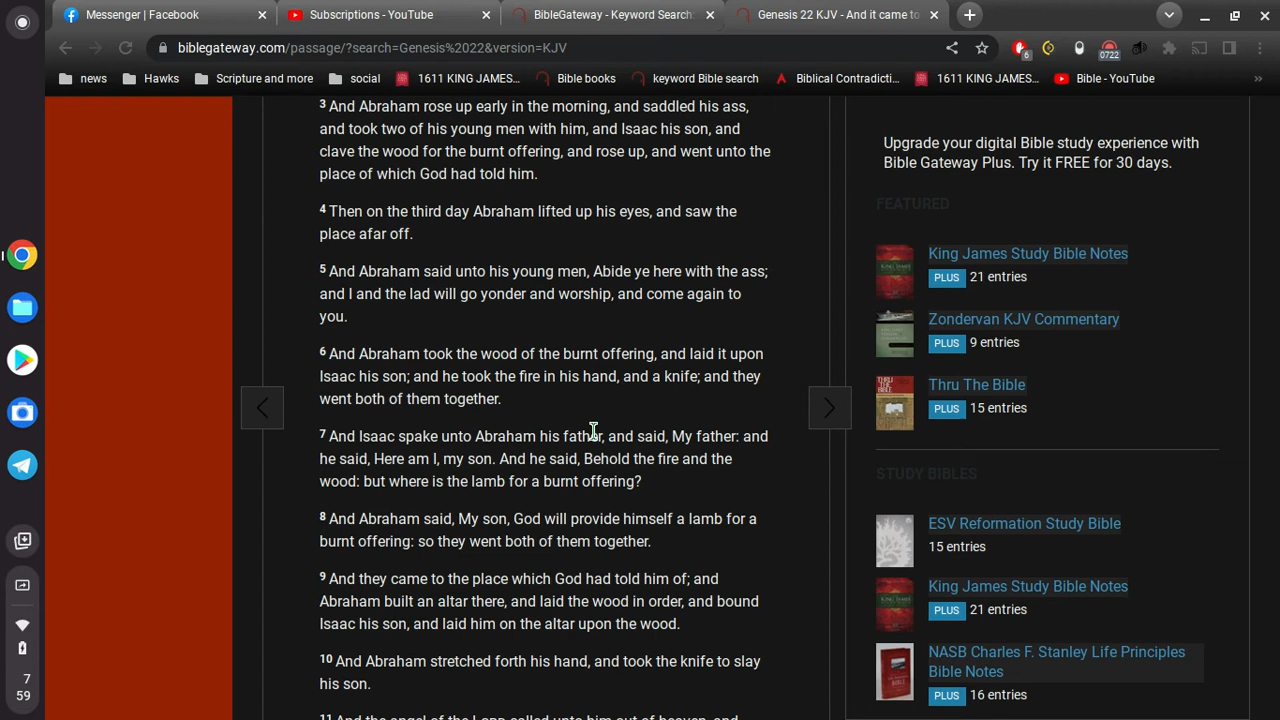 Messenger | Facebook
Subscriptions - YouTube
BibleGateway - Keyword Search:
Genesis 22 KJV - And it came to
biblegateway.com/passage/?search=Genesis%2022&version=KJV
6
0722
news
Hawks
Scripture and more
social
1611 KING JAMES...
Bible books
keyword Bible search
Biblical Contradicti...
1611 KING JAMES...
Bible - YouTube
3 And Abraham rose up early in the morning, and saddled his ass,
and took two of his young men with him, and Isaac his son, and
clave the wood for the burnt offering, and rose up, and went unto the
place of which God had told him.
4 Then on the third day Abraham lifted up his eyes, and saw the
place afar off.
5 And Abraham said unto his young men, Abide ye here with the ass;
and I and the lad will go yonder and worship, and come again to
you.
6 And Abraham took the wood of the burnt offering, and laid it upon
Isaac his son; and he took the fire in his hand, and a knife; and they
went both of them together.
7 And Isaac spake unto Abraham his father, and said, My father: and
he said, Here am I, my son. And he said, Behold the fire and the
wood: but where is the lamb for a burnt offering?
8 And Abraham said, My son, God will provide himself a lamb for a
burnt offering: so they went both of them together.
9 And they came to the place which God had told him of; and
Abraham built an altar there, and laid the wood in order, and bound
Isaac his son, and laid him on the altar upon the wood.
10 And Abraham stretched forth his hand, and took the knife to slay
his son.
11 And the angel of the LORD called unto him out of heaven, and
Upgrade your digital Bible study experience with
Bible Gateway Plus. Try it FREE for 30 days.
FEATURED
King James Study Bible Notes
PLUS 21 entries
Zondervan KJV Commentary
PLUS 9 entries
Thru The Bible
PLUS 15 entries
STUDY BIBLES
ESV Reformation Study Bible
15 entries
King James Study Bible Notes
PLUS 21 entries
NASB Charles F. Stanley Life Principles
Bible Notes
PLUS 16 entries
7
59